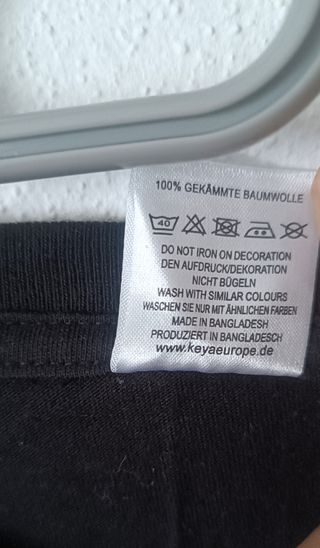 100% GEKÄMMTE BAUMWOLLE
40
DO NOT IRON ON DECORATION
DEN AUFDRUCK/DEKORATION
NICHT BÜGELN
WASH WITH SIMILAR COLOURS
WASCHEN SIE NUR MIT ÄHNLICHEN FARBEN
MADE IN BANGLADESH
PRODUZIERT IN BANGLADESCH
www.keyaeurope.de